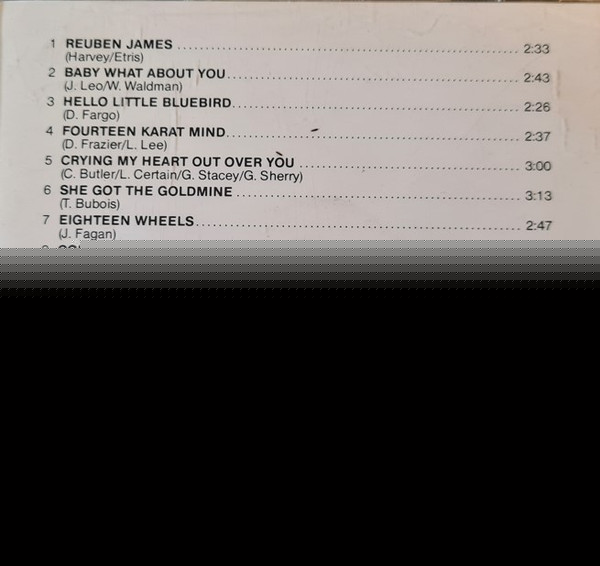 1 REUBEN JAMES 2:33
(Harvey/Etris)
2 BABY WHAT ABOUT YOU 2:43
(J. Leo/W. Waldman)
3 HELLO LITTLE BLUEBIRD 2:26
(D. Fargo)
4 FOURTEEN KARAT MIND 2:37
(D. Frazier/L. Lee)
5 CRYING MY HEART OUT OVER YOU 3:00
(C. Butler/L. Certain/G. Stacey/G. Sherry)
6 SHE GOT THE GOLDMINE 3:13
(T. Bubois)
7 EIGHTEEN WHEELS 2:47
(J. Fagan)